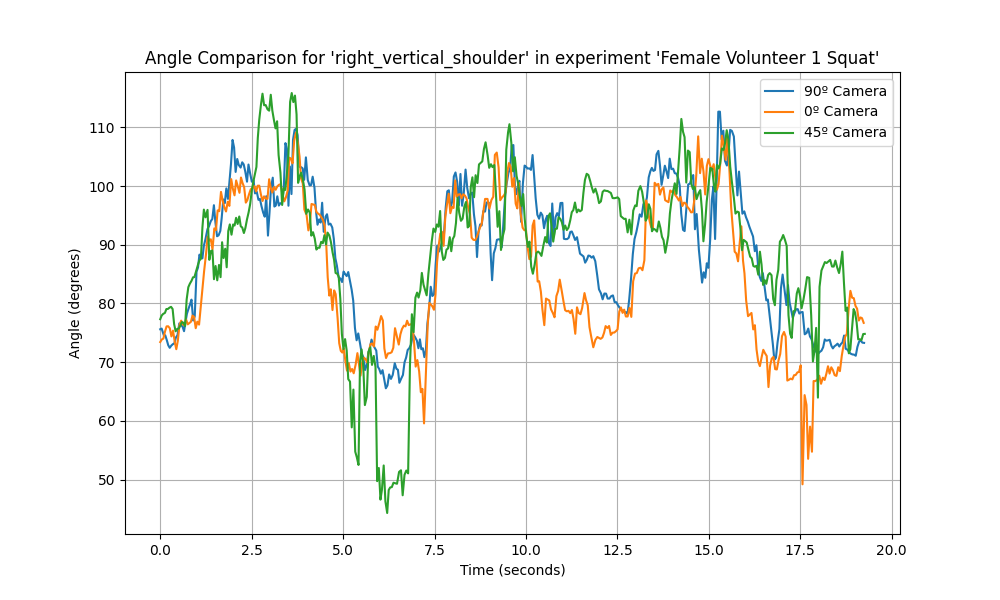 Angle Comparison for 'right_vertical_shoulder' in experiment 'Female Volunteer 1 Squat'
90º Camera
0º Camera
45º Camera
110
100
90
80
70
60
50
Angle (degrees)
0.0 2.5 5.0 7.5 10.0 12.5 15.0 17.5 20.0
Time (seconds)